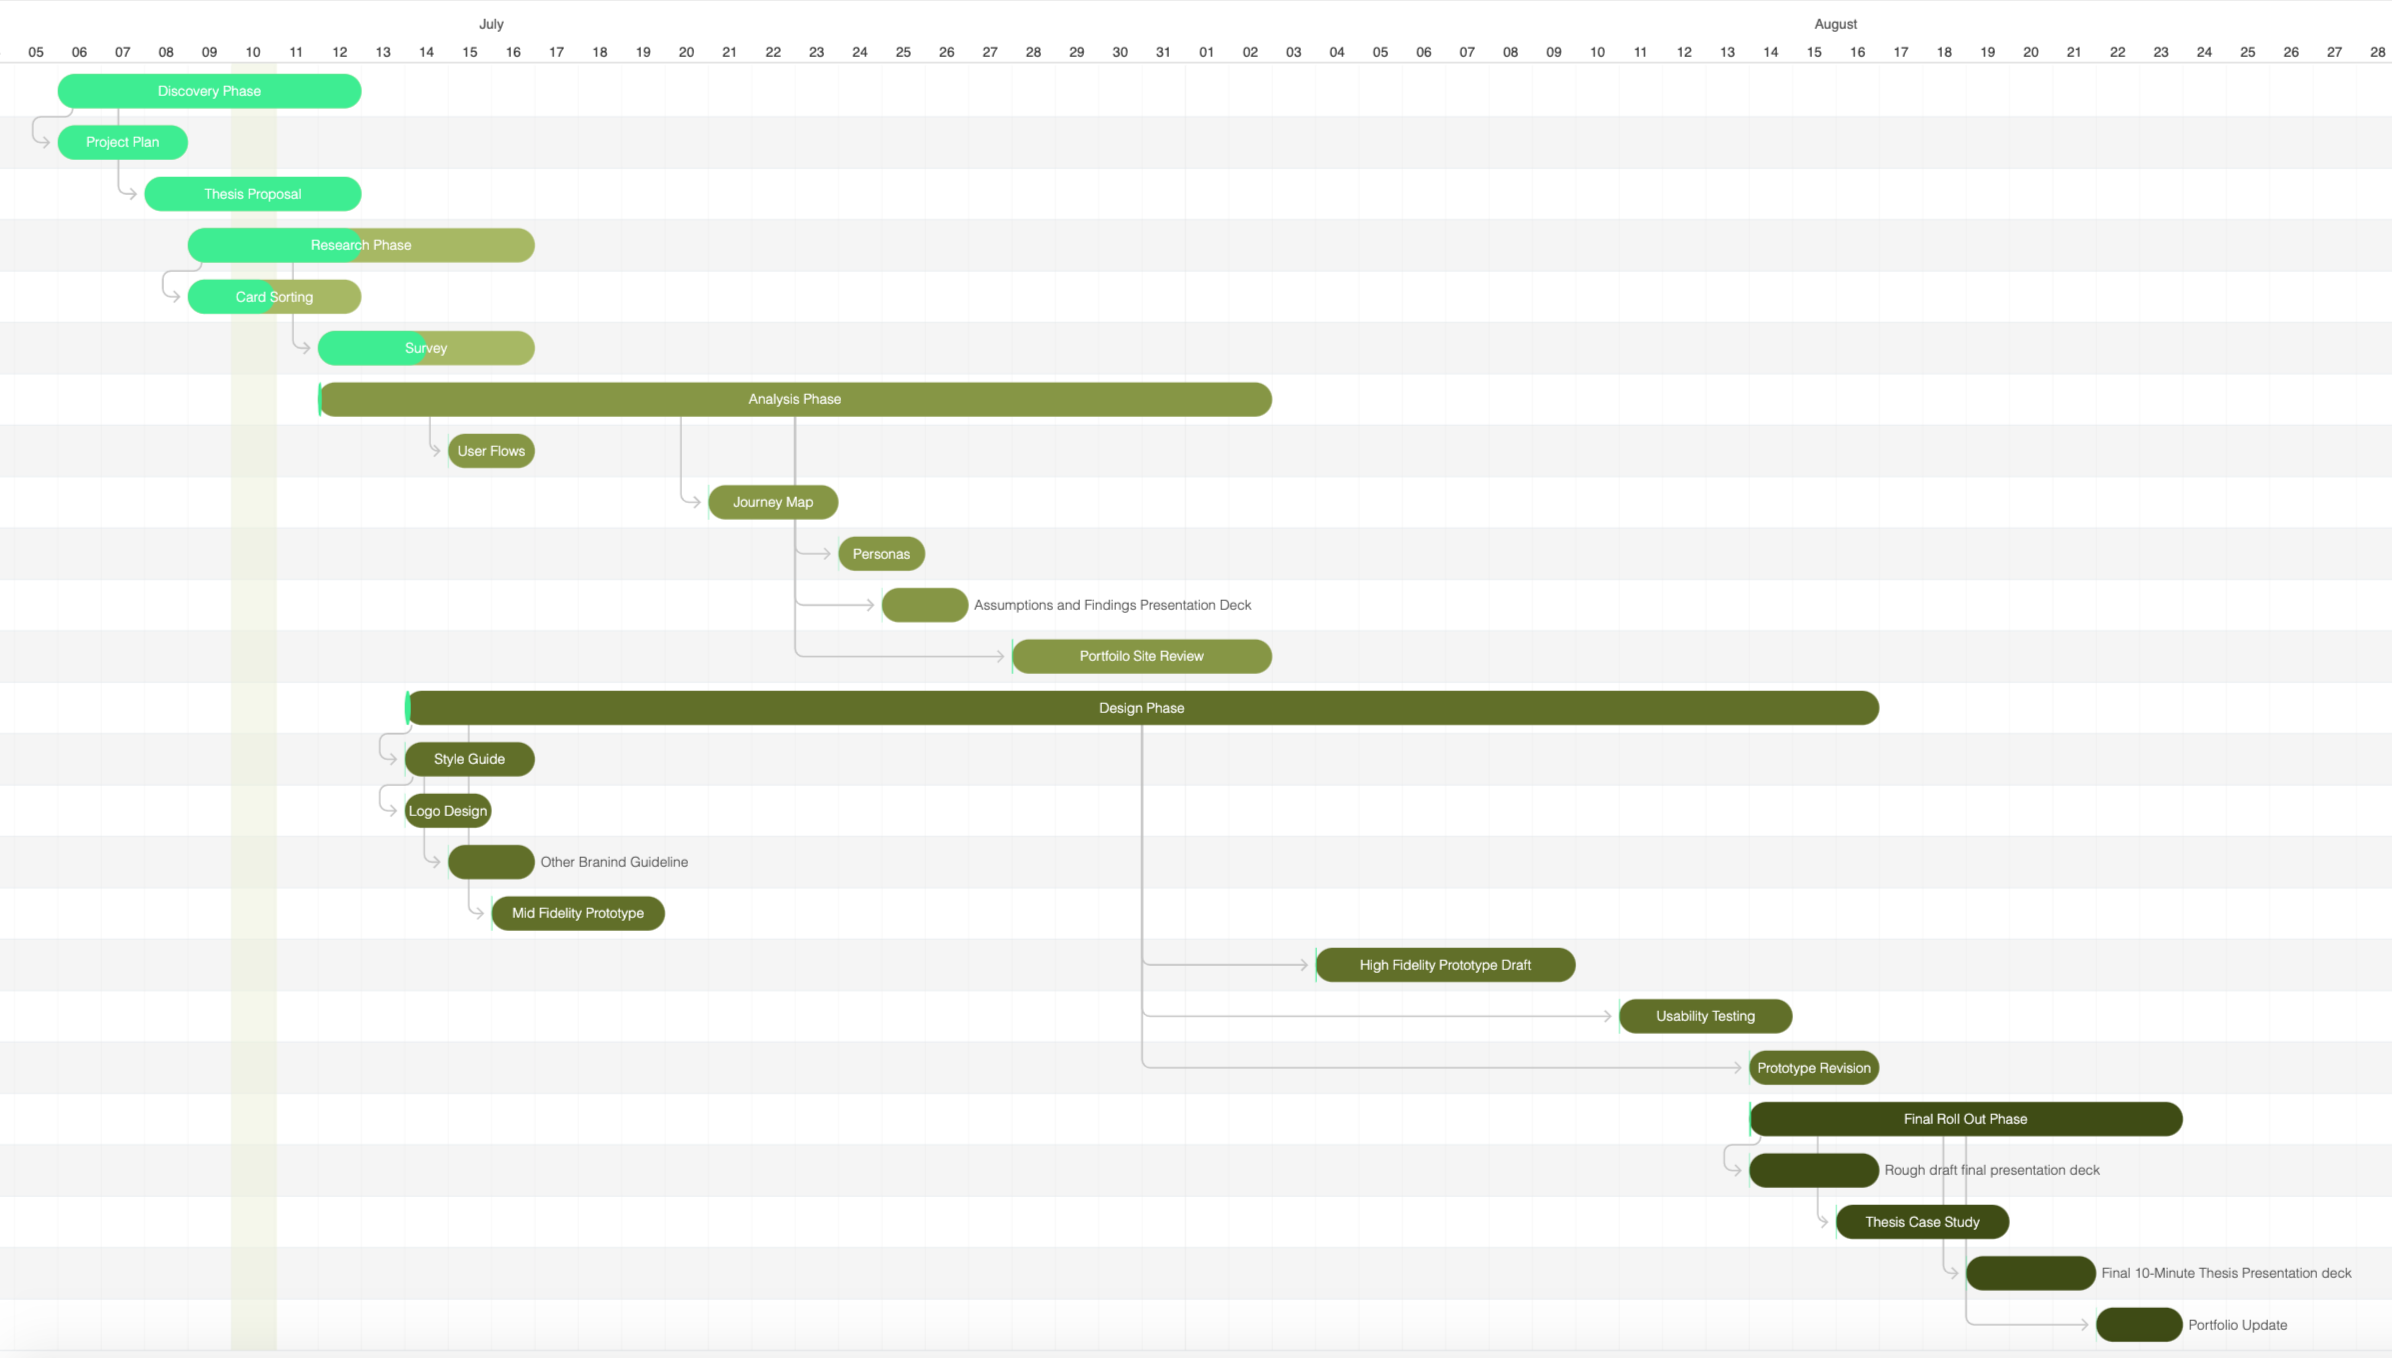 July August
05 06 07 08 09 10 11 12 13 14 15 16 17 18 19 20 21 22 23 24 25 26 27 28 29 30 31 01 02 03 04 05 06 07 08 09 10 11 12 13 14 15 16 17 18 19 20 21 22 23 24 25 26 27 28
Discovery Phase
Project Plan
Thesis Proposal
Research Phase
Card Sorting
Survey
Analysis Phase
User Flows
Journey Map
Personas
Assumptions and Findings Presentation Deck
Portfoilo Site Review
Design Phase
Style Guide
Logo Design
Other Branind Guideline
Mid Fidelity Prototype
High Fidelity Prototype Draft
Usability Testing
Prototype Revision
Final Roll Out Phase
Rough draft final presentation deck
Thesis Case Study
Final 10-Minute Thesis Presentation deck
Portfolio Update